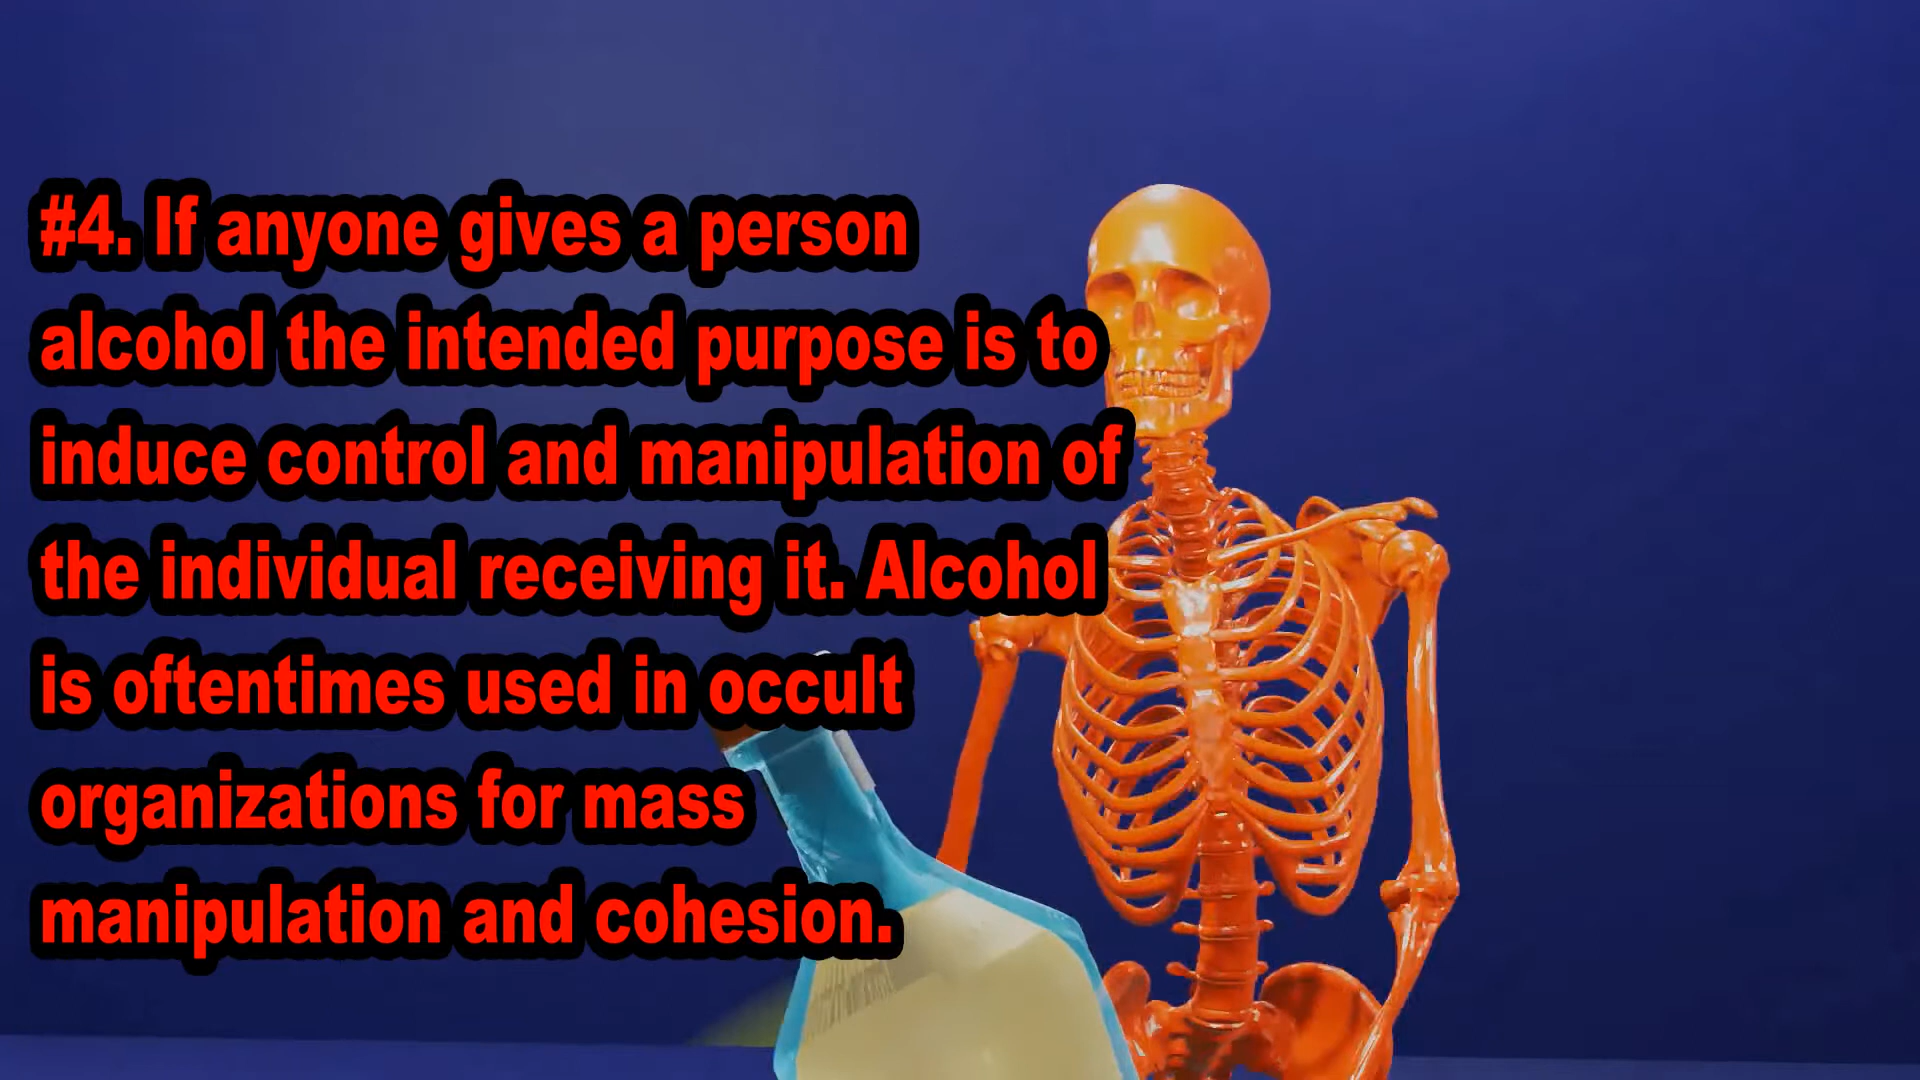 #4. If anyone gives a person
alcohol the intended purpose is to
induce control and manipulation of
the individual receiving it. Alcohol
is oftentimes used in occult
organizations for mass
manipulation and cohesion.